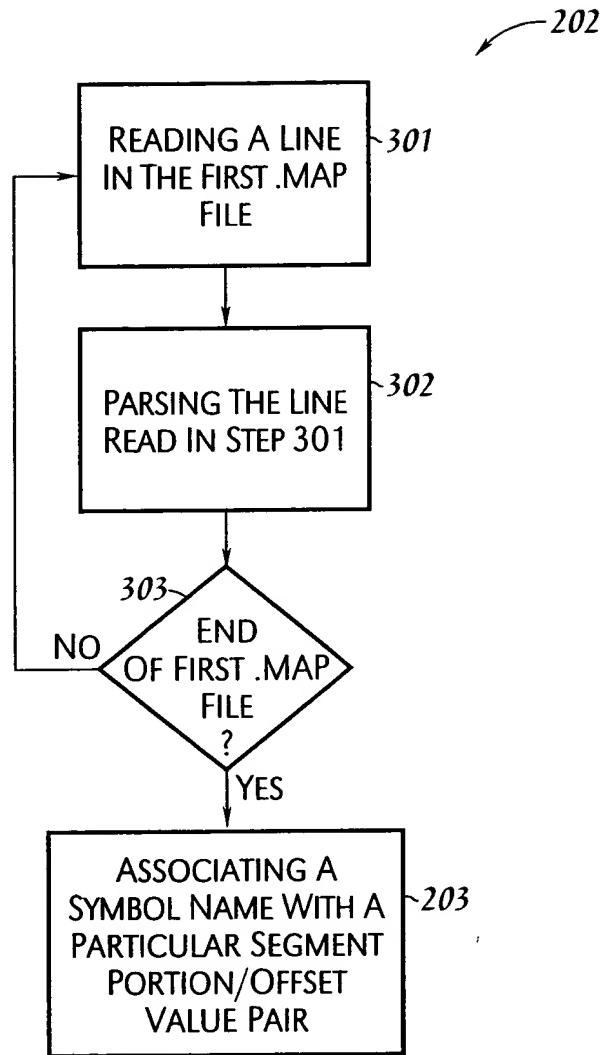 202
READING A LINE
IN THE FIRST .MAP
FILE
301
PARSING THE LINE
READ IN STEP 301
302
303
END
OF FIRST .MAP
FILE
?
NO
YES
ASSOCIATING A
SYMBOL NAME WITH A
PARTICULAR SEGMENT
PORTION/OFFSET
VALUE PAIR
203